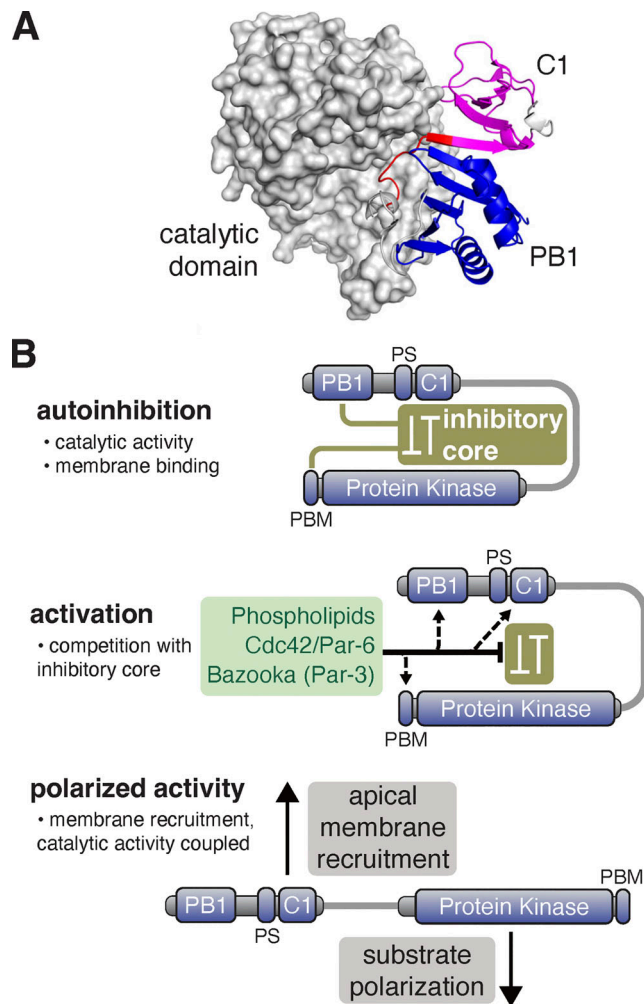 A
C1
catalytic
domain
PB1
B
autoinhibition
• catalytic activity
• membrane binding
PS
PB1
C1
inhibitory
core
Protein Kinase
PBM
activation
• competition with
inhibitory core
Phospholipids
Cdc42/Par-6
Bazooka (Par-3)
PS
PB1
C1
Protein Kinase
PBM
polarized activity
• membrane recruitment,
catalytic activity coupled
apical
membrane
recruitment
PBM
PB1
C1
Protein Kinase
PS
substrate
polarization